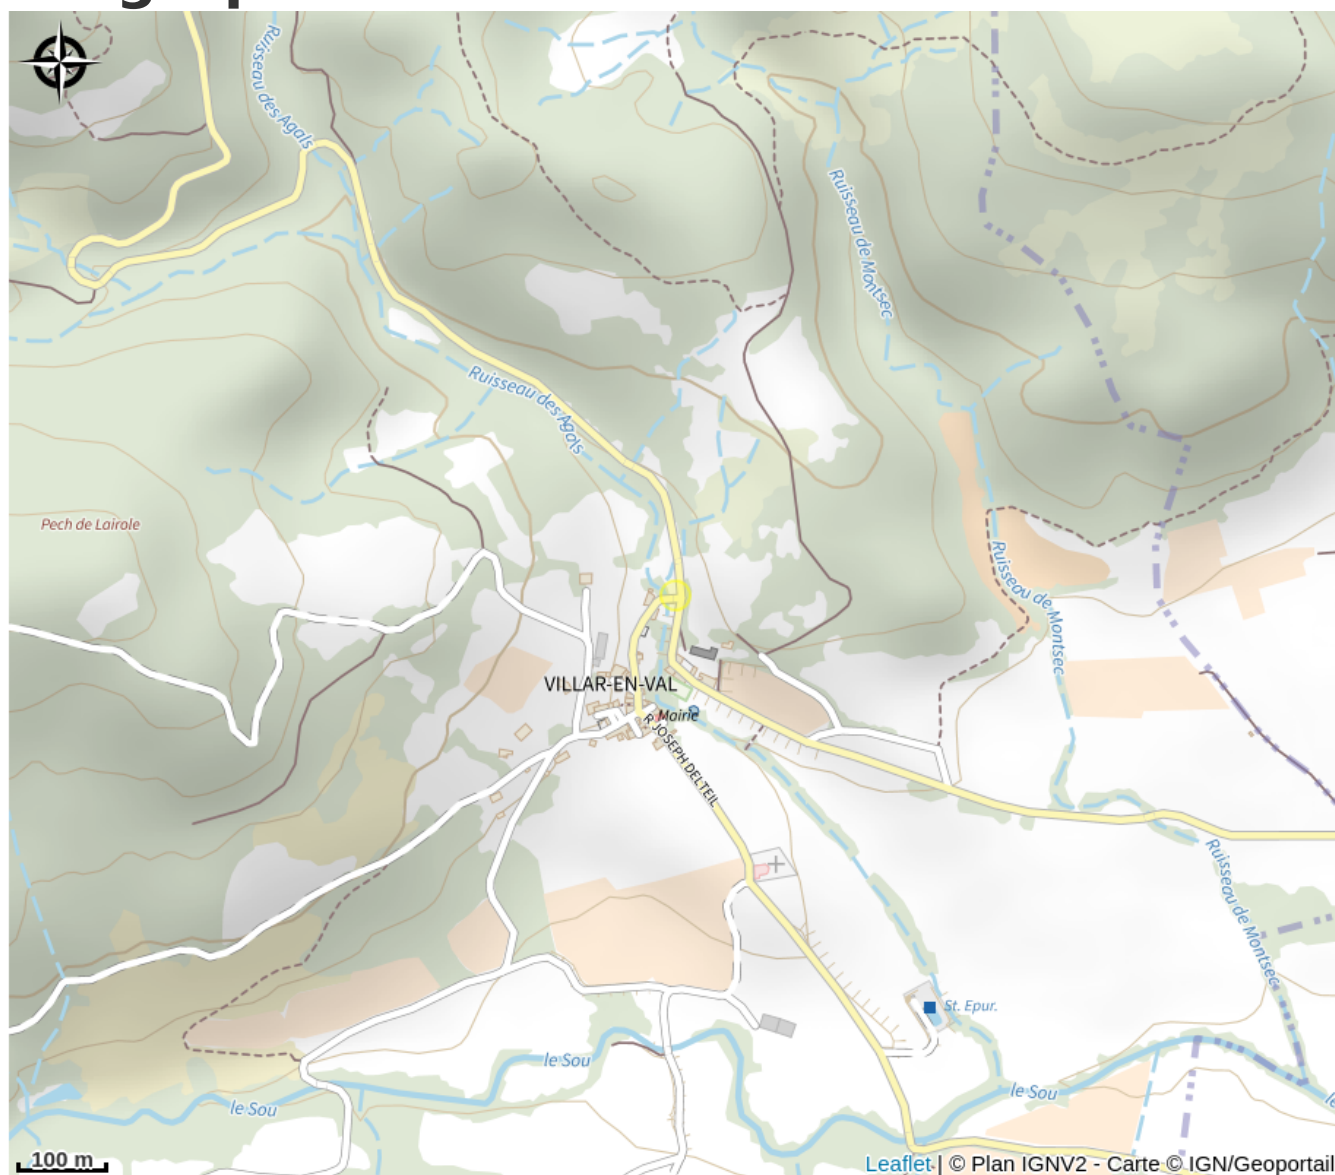 Ruisseau des Agals
Ruisseau de Montsec
Ruisseau des Agals
Pech de Lairole
Ruisseau de Montsec
VILLAR-EN-VAL
Mairie
R JOSEPH DELTEIL
Ruisseau de Montsec
St. Epur.
le Sou
le Sou
le Sou
100 m
Leaflet | © Plan IGNV2 - Carte © IGN/Geoportail